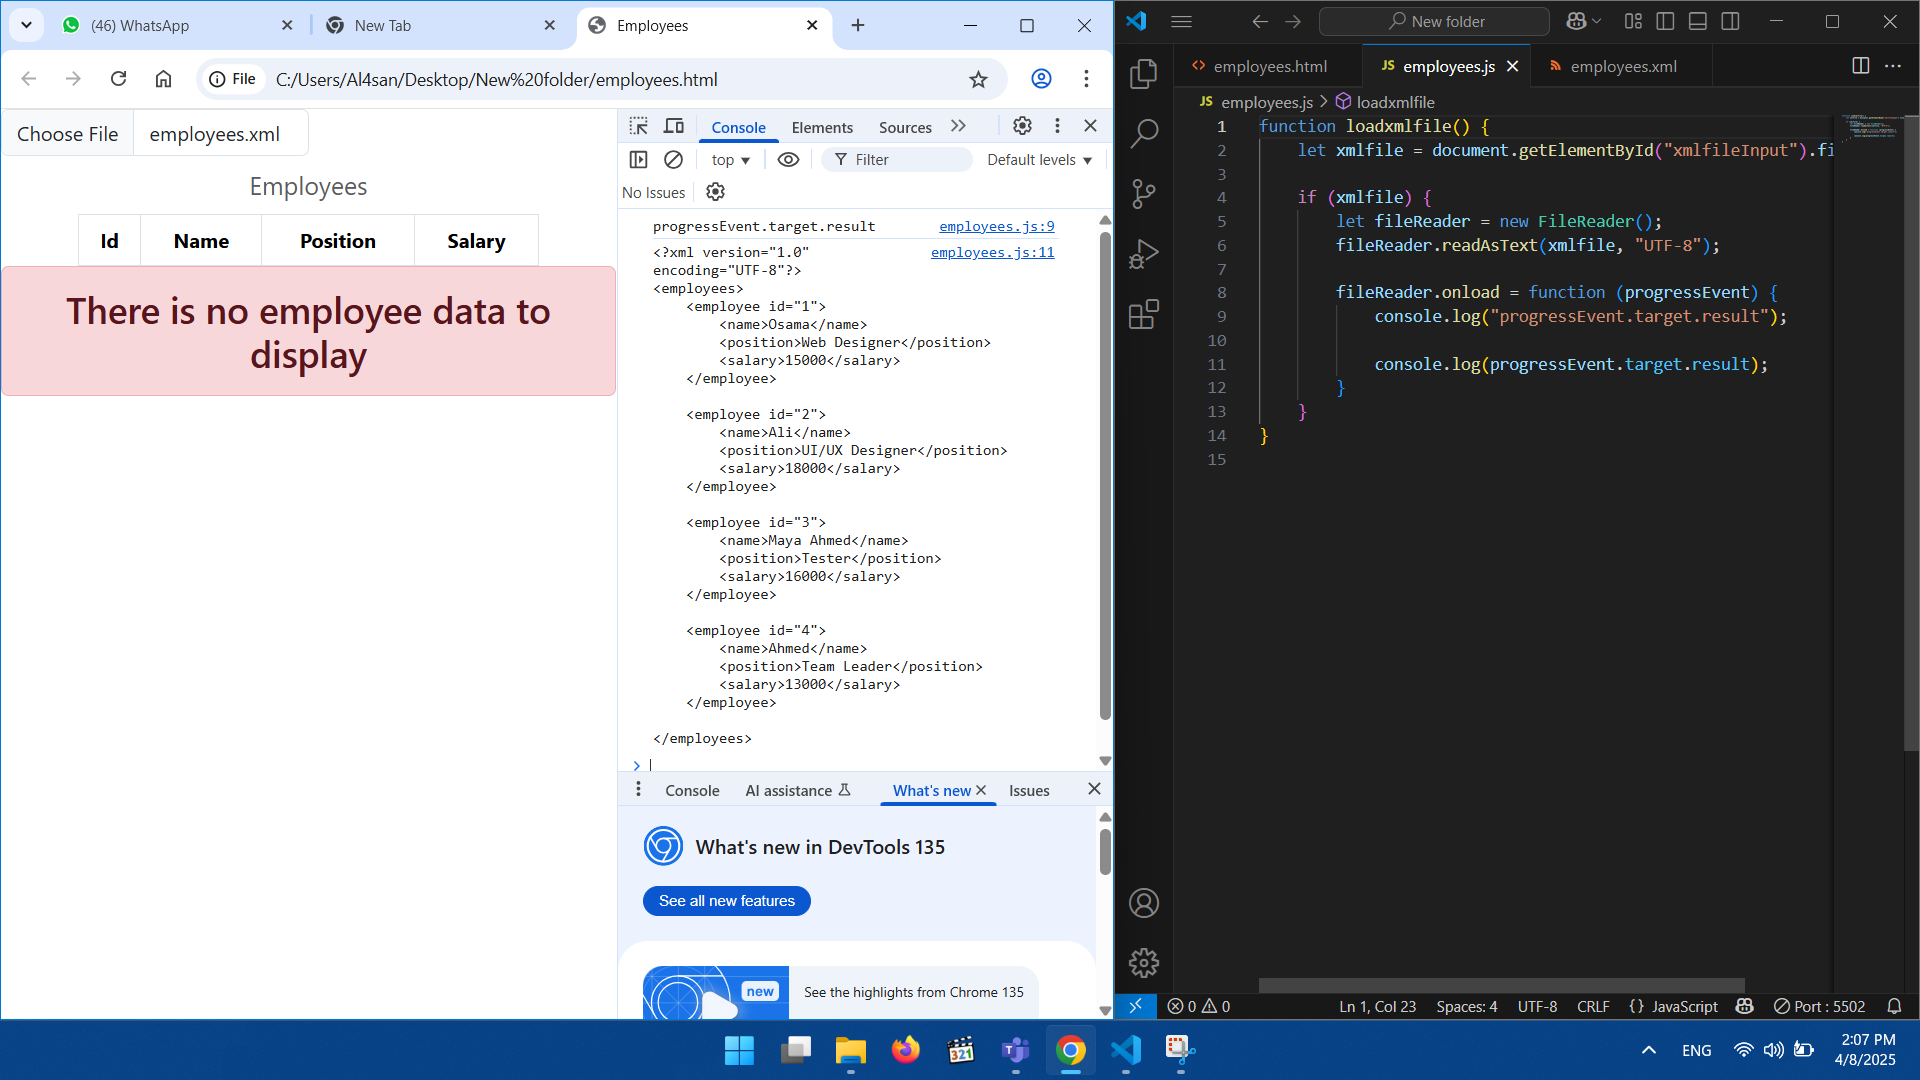 (46) WhatsApp
New Tab
Employees
File
C:/Users/Al4san/Desktop/New%20folder/employees.html
Choose File
employees.xml
Employees
Id Name Position Salary
There is no employee data to
display
Console
Elements
Sources
top
Filter
Default levels
No Issues
progressEvent.target.result employees.js:9
<?xml version="1.0" employees.js:11
encoding="UTF-8"?>
<employees>
<employee id="1">
<name>Osama</name>
<position>Web Designer</position>
<salary>15000</salary>
</employee>
<employee id="2">
<name>Ali</name>
<position>UI/UX Designer</position>
<salary>18000</salary>
</employee>
<employee id="3">
<name>Maya Ahmed</name>
<position>Tester</position>
<salary>16000</salary>
</employee>
<employee id="4">
<name>Ahmed</name>
<position>Team Leader</position>
<salary>13000</salary>
</employee>
</employees>
Console
AI assistance
What's new
Issues
What's new in DevTools 135
See all new features
new
See the highlights from Chrome 135
New folder
employees.html
JS employees.js
employees.xml
JS employees.js > loadxmlfile
1 function loadxmlfile() {
2 let xmlfile = document.getElementById("xmlfileInput").fi
3
4 if (xmlfile) {
5 let fileReader = new FileReader();
6 fileReader.readAsText(xmlfile, "UTF-8");
7
8 fileReader.onload = function (progressEvent) {
9 console.log("progressEvent.target.result");
10
11 console.log(progressEvent.target.result);
12 }
13 }
14 }
15
0 0
Ln 1, Col 23
Spaces: 4
UTF-8
CRLF
{} JavaScript
Port : 5502
321
ENG
2:07 PM
4/8/2025